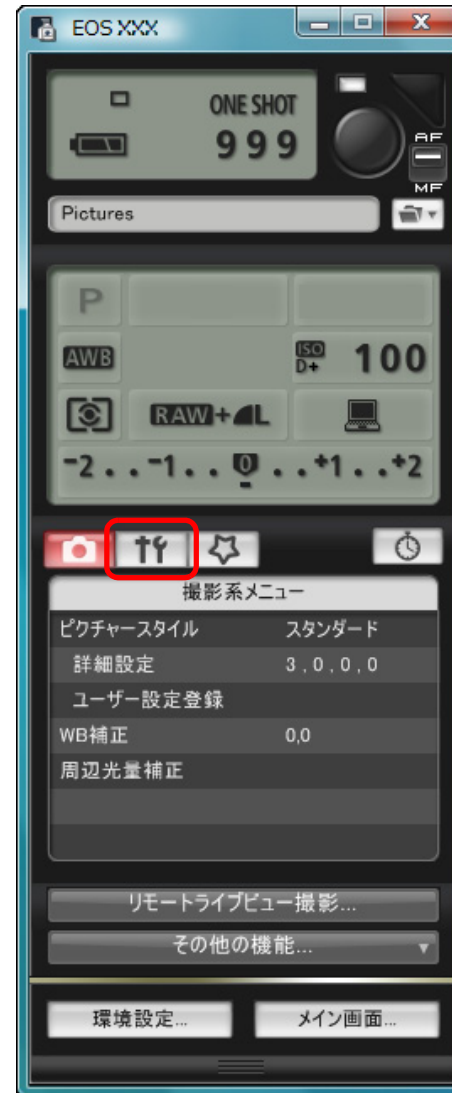 EOS XXX
ONE SHOT
999
AF
MF
Pictures
P
AWB
ISO
D+ 100
RAW+L
-2..-1..0..+1..+2
撮影系メニュー
ピクチャースタイル スタンダード
詳細設定 3,0,0,0
ユーザー設定登録
WB補正 0,0
周辺光量補正
リモートライブビュー撮影...
その他の機能...
環境設定... メイン画面...